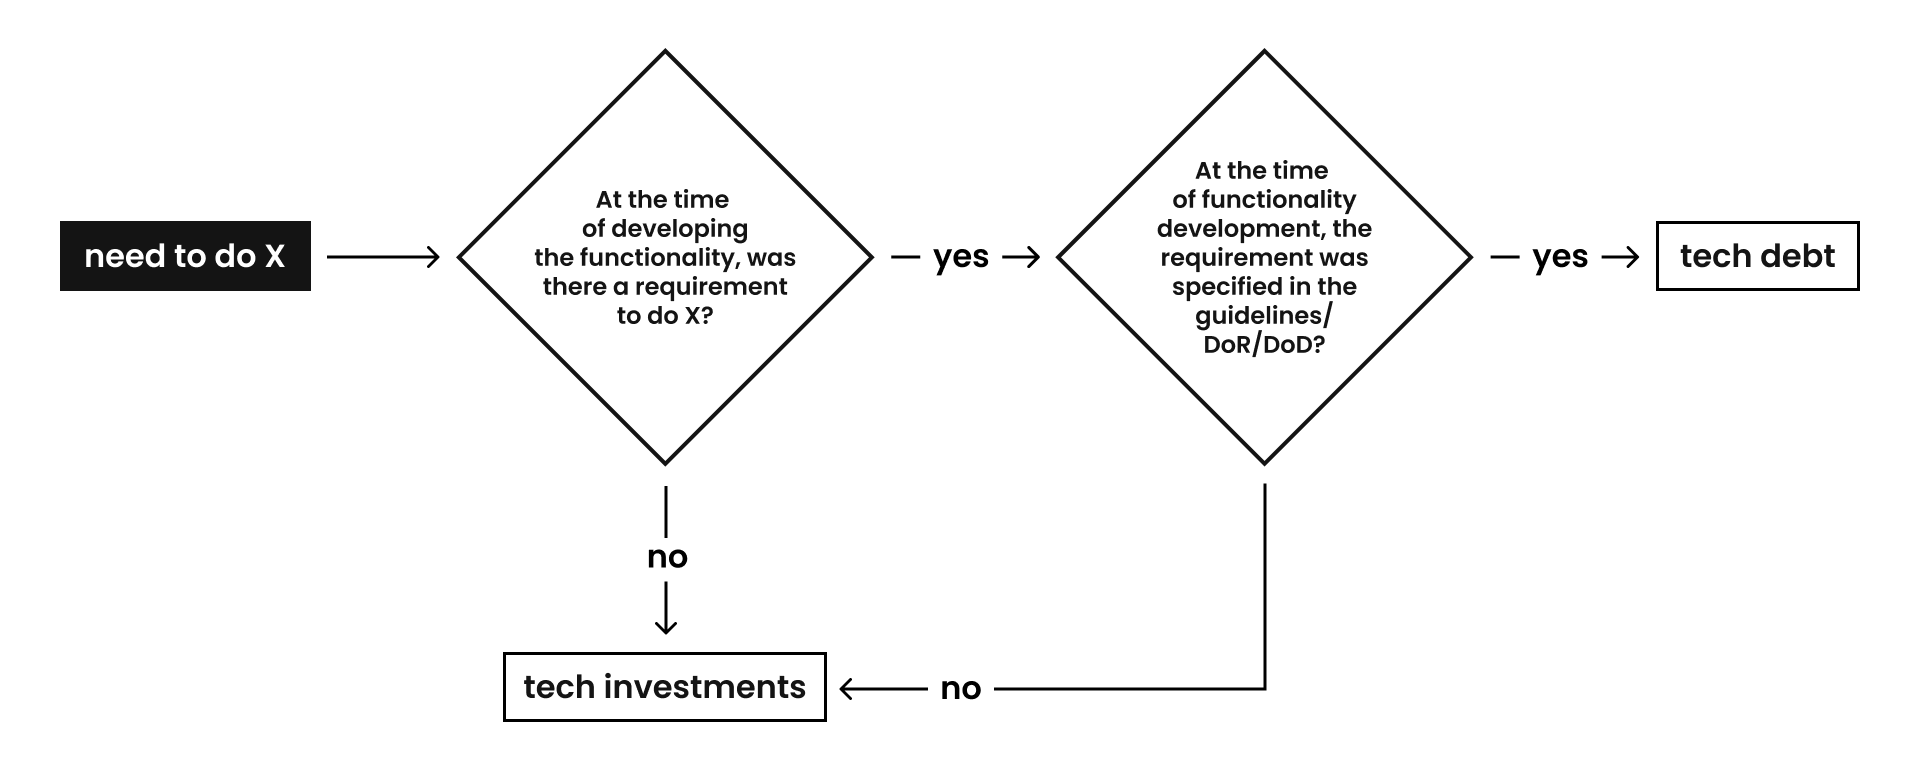 need to do X
At the time
of developing
the functionality, was
there a requirement
to do X?
yes
At the time
of functionality
development, the
requirement was
specified in the
guidelines/
DoR/DoD?
yes
tech debt
no
tech investments
no